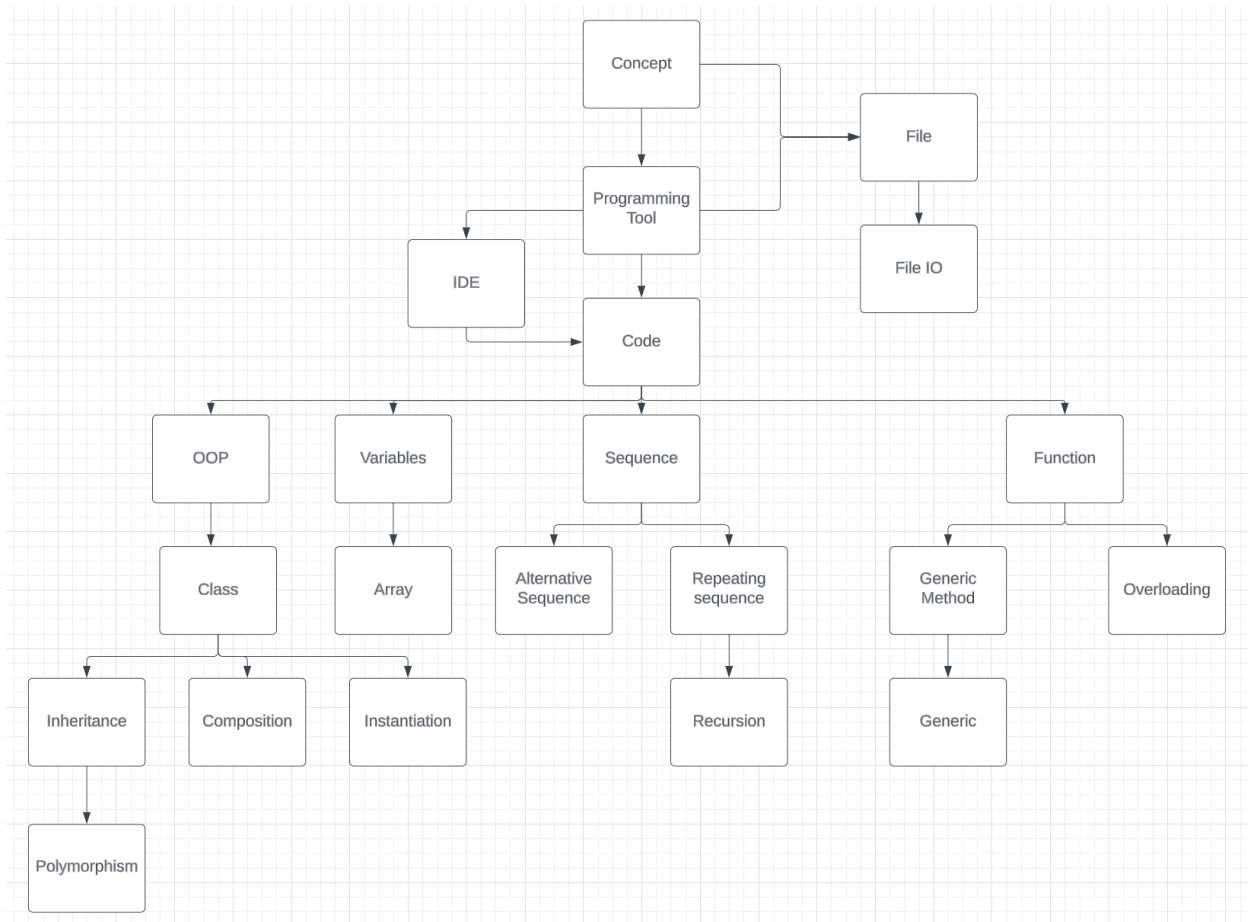 Concept
File
Programming
Tool
File IO
IDE
Code
OOP
Variables
Sequence
Function
Class
Array
Alternative
Sequence
Repeating
sequence
Generic
Method
Overloading
Inheritance
Composition
Instantiation
Recursion
Generic
Polymorphism